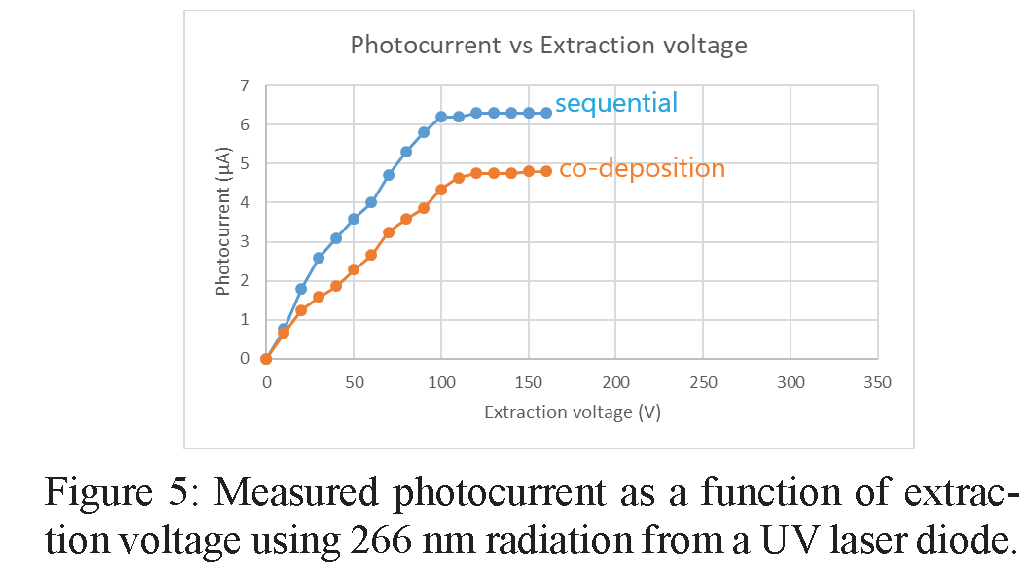 Photocurrent vs Extraction voltage
7
6
5
4
3
2
1
0
Photocurrent (µA)
sequential
co-deposition
0 50 100 150 200 250 300 350
Extraction voltage (V)
Figure 5: Measured photocurrent as a function of extrac-
tion voltage using 266 nm radiation from a UV laser diode.